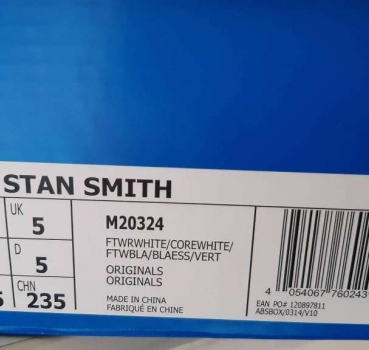 STAN SMITH
UK
5
D
5
CHN
235
M20324
FTWRWHITE/COREWHITE/
FTWBLA/BLAESS/VERT
ORIGINALS
ORIGINALS
MADE IN CHINA
FABRIQUÉ EN CHINE
4 054067 760243
EAN PO# 120897811
ABSBOX/0314/V10